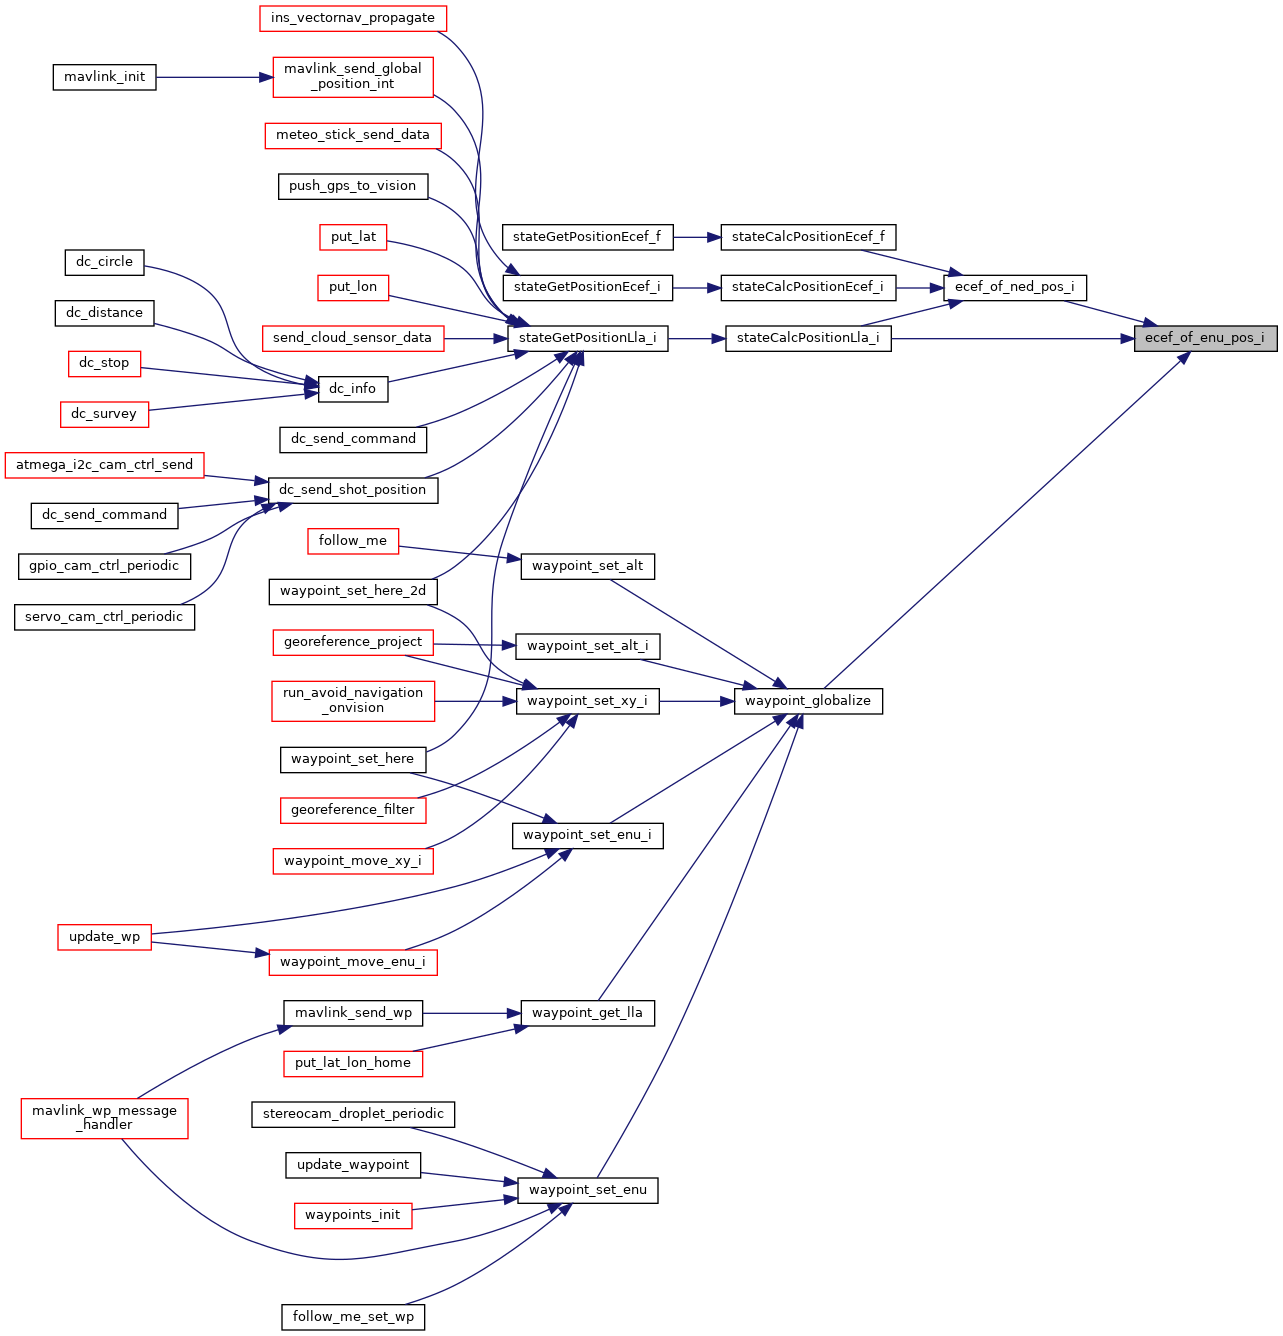 ins_vectornav_propagate
mavlink_init
mavlink_send_global
_position_int
meteo_stick_send_data
push_gps_to_vision
put_lat
stateGetPositionEcef_f
stateCalcPositionEcef_f
dc_circle
put_lon
stateGetPositionEcef_i
stateCalcPositionEcef_i
ecef_of_ned_pos_i
dc_distance
send_cloud_sensor_data
stateGetPositionLla_i
stateCalcPositionLla_i
ecef_of_enu_pos_i
dc_stop
dc_info
dc_survey
dc_send_command
atmega_i2c_cam_ctrl_send
dc_send_shot_position
dc_send_command
gpio_cam_ctrl_periodic
servo_cam_ctrl_periodic
follow_me
waypoint_set_alt
waypoint_set_here_2d
georeference_project
waypoint_set_alt_i
run_avoid_navigation
_onvision
waypoint_set_xy_i
waypoint_globalize
waypoint_set_here
georeference_filter
waypoint_set_enu_i
waypoint_move_xy_i
update_wp
waypoint_move_enu_i
mavlink_send_wp
waypoint_get_lla
put_lat_lon_home
mavlink_wp_message
_handler
stereocam_droplet_periodic
update_waypoint
waypoint_set_enu
waypoints_init
follow_me_set_wp